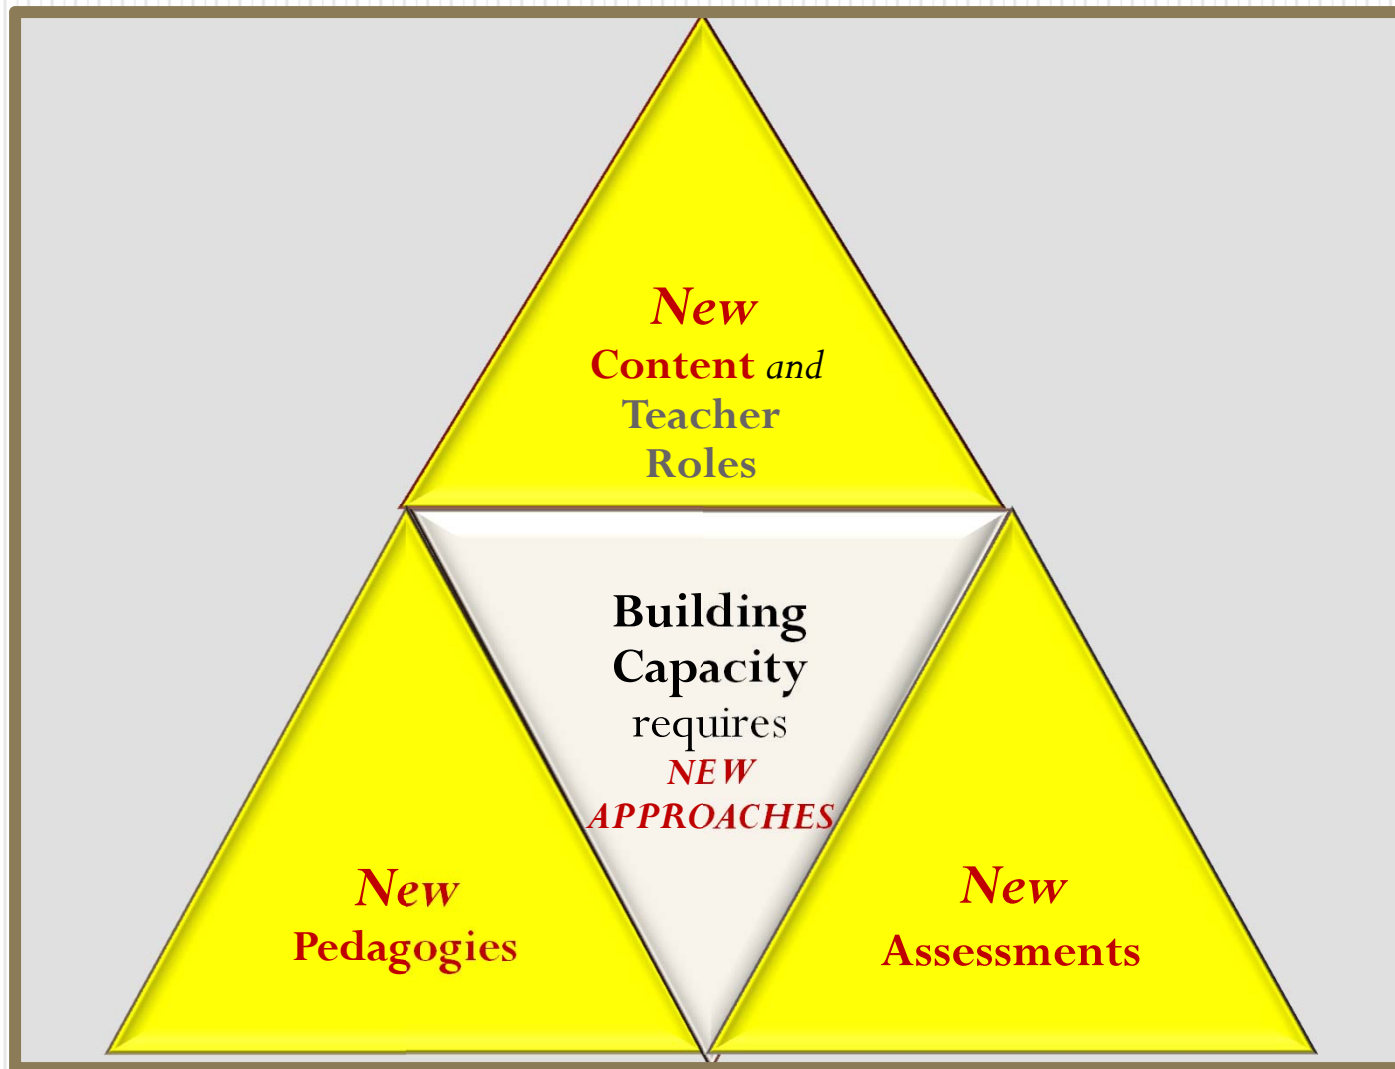 New
Content and
Teacher
Roles
Building
Capacity
requires
NEW
APPROACHES
New
Pedagogies
New
Assessments